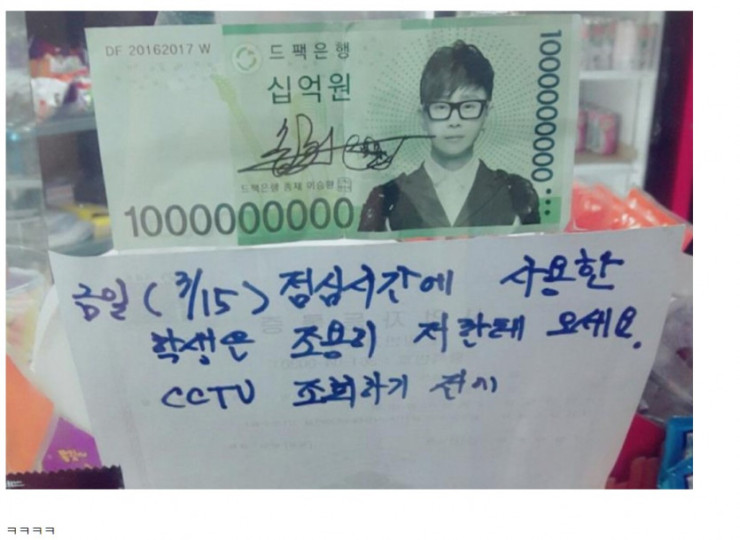 DF 20162017 W
드팩은행
십억원
1000000000
드팩은행 총재 이승환
1000000000
금일 (3/15) 점심시간에 사용한
학생은 조용히 저한테 오세요.
CCTV 조회하기 전에
ㅋㅋㅋㅋ